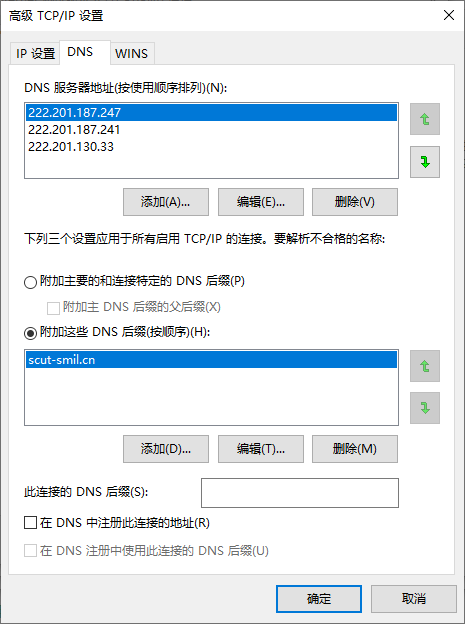 高级 TCP/IP 设置
IP 设置 DNS WINS
DNS 服务器地址(按使用顺序排列)(N):
222.201.187.247
222.201.187.241
222.201.130.33
添加(A)... 编辑(E)... 删除(V)
下列三个设置应用于所有启用 TCP/IP 的连接。要解析不合格的名称:
附加主要的和连接特定的 DNS 后缀(P)
附加主 DNS 后缀的父后缀(X)
附加这些 DNS 后缀(按顺序)(H):
scut-smil.cn
添加(D)... 编辑(T)... 删除(M)
此连接的 DNS 后缀(S):
在 DNS 中注册此连接的地址(R)
在 DNS 注册中使用此连接的 DNS 后缀(U)
确定 取消